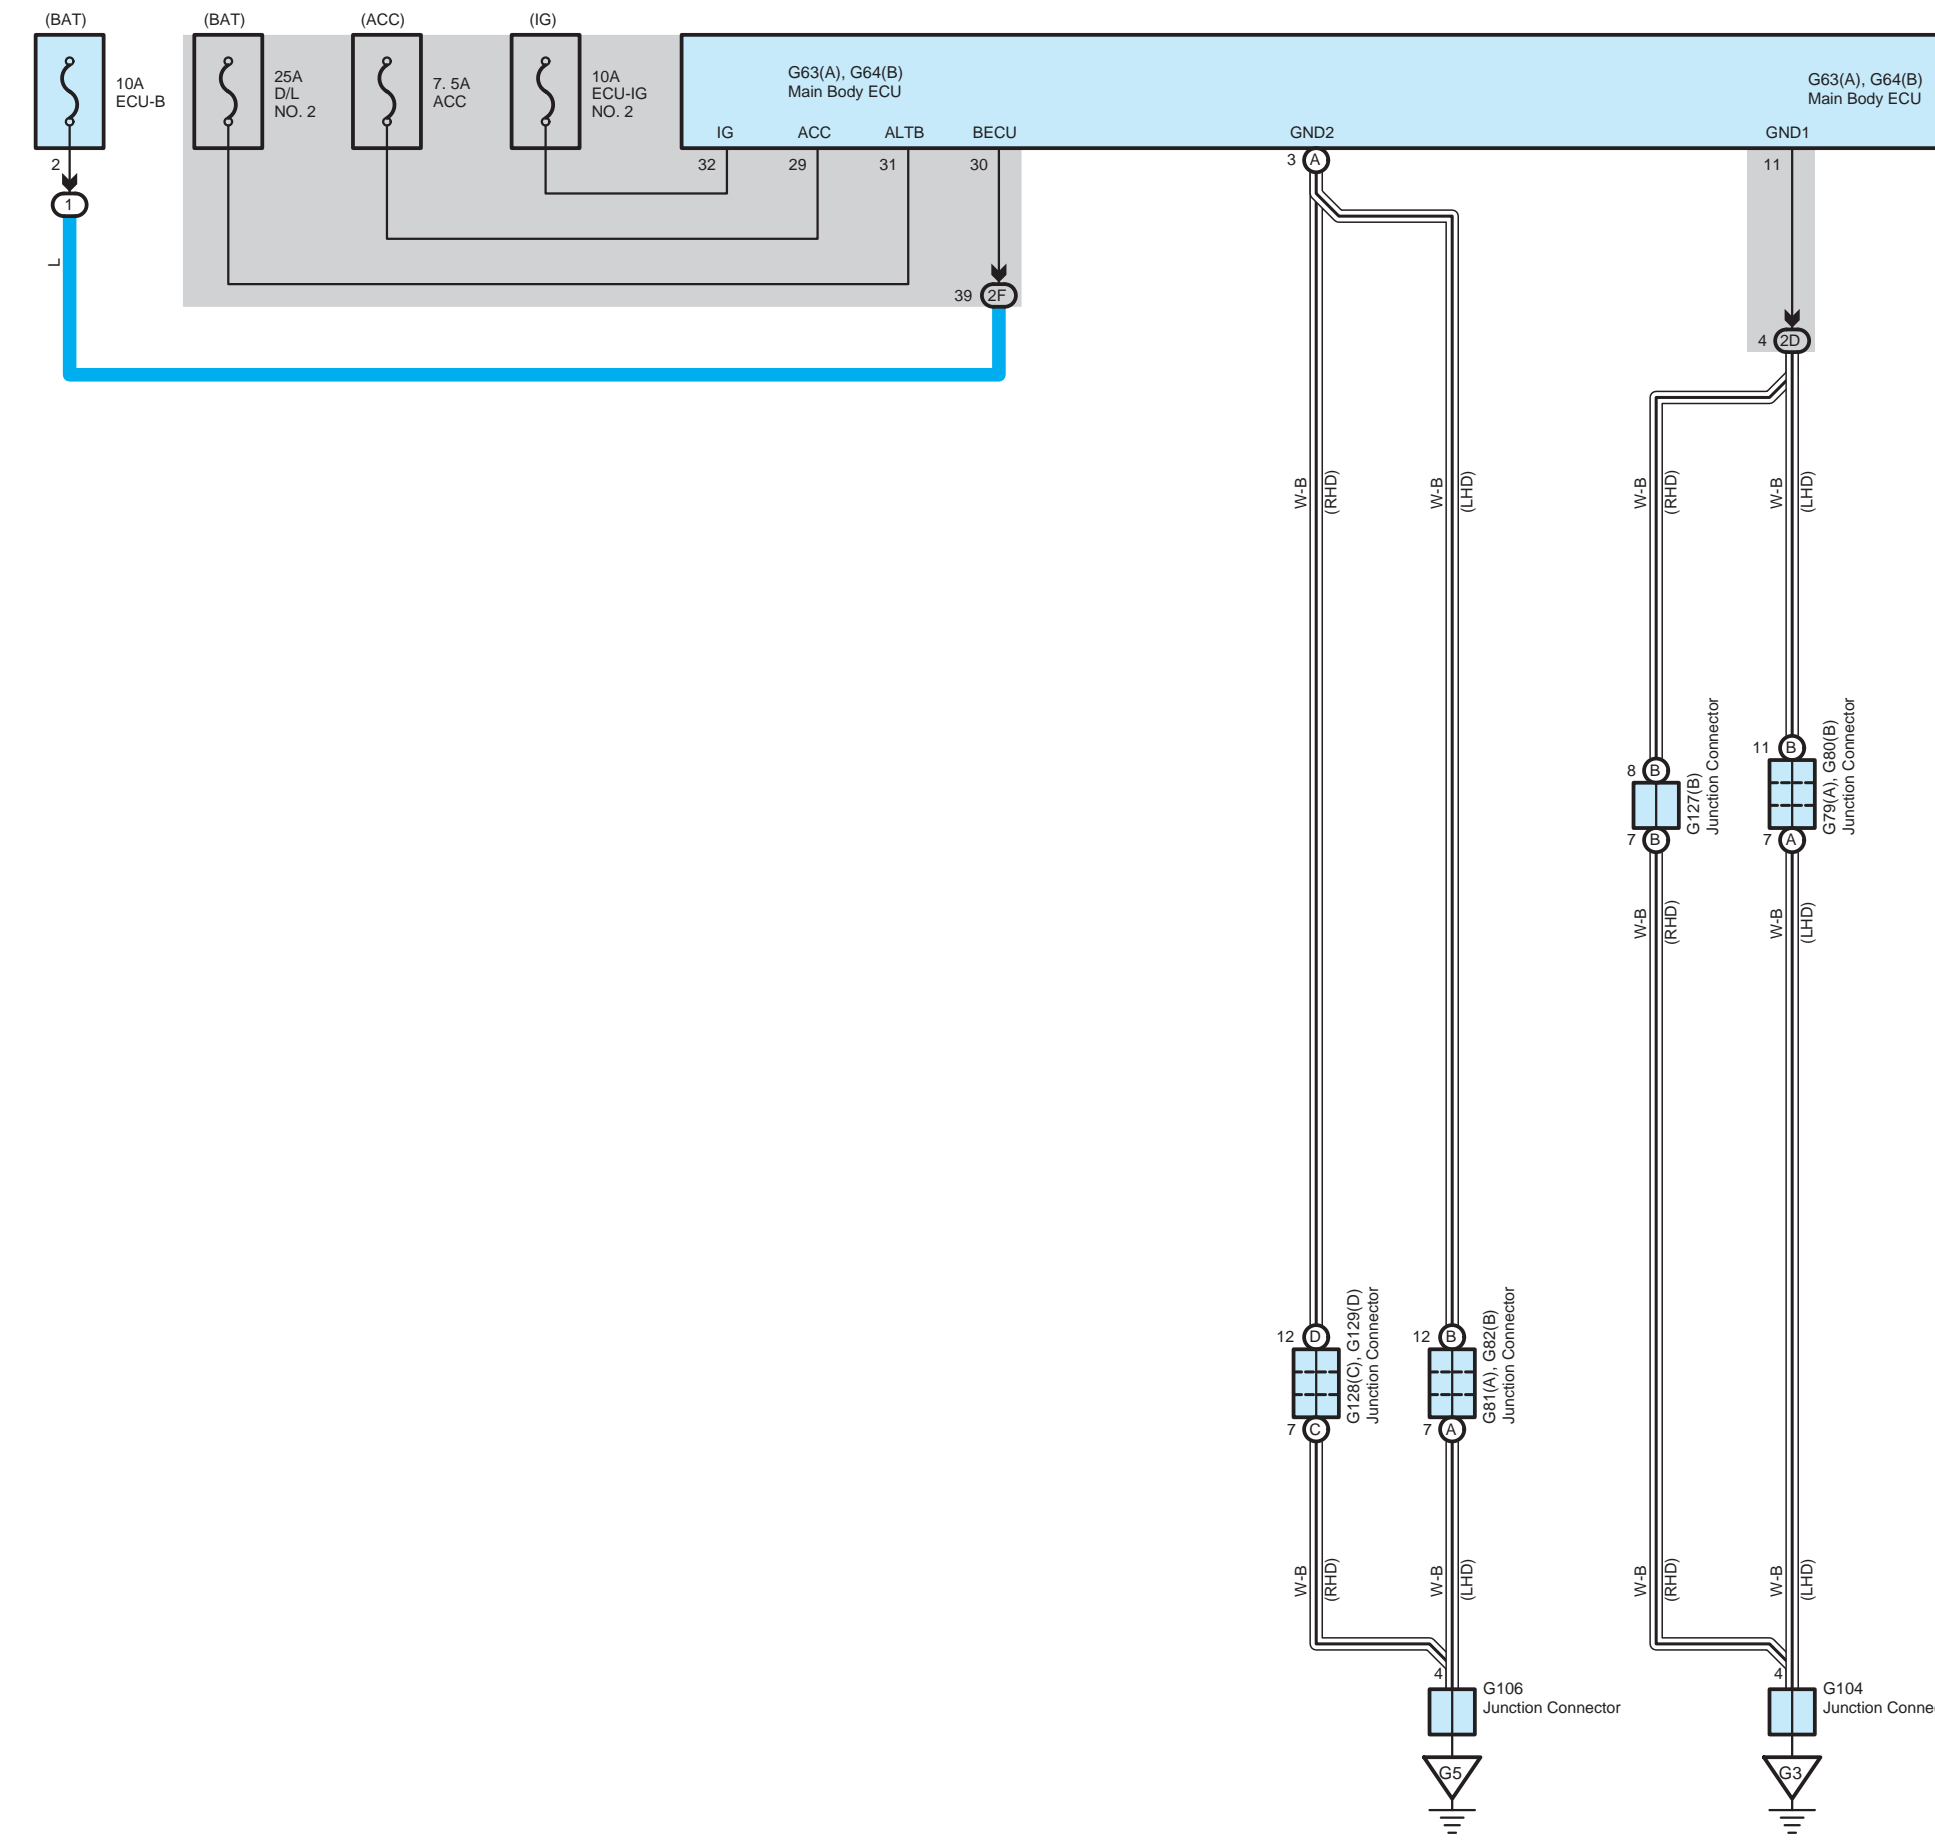 (BAT)
(BAT)
(ACC)
(IG)
10A
ECU-B
25A
D/L
NO. 2
7. 5A
ACC
10A
ECU-IG
NO. 2
G63(A), G64(B)
Main Body ECU
G63(A), G64(B)
Main Body ECU
IG
ACC
ALTB
BECU
GND2
GND1
2
32
29
31
30
3
A
11
1
L
39
2F
4
2D
W-B
(RHD)
W-B
(LHD)
W-B
(RHD)
W-B
(LHD)
8
B
G127(B)
Junction Connector
7
B
11
B
G79(A), G80(B)
Junction Connector
7
A
W-B
(RHD)
W-B
(LHD)
12
D
G128(C), G129(D)
Junction Connector
7
C
12
B
G81(A), G82(B)
Junction Connector
7
A
W-B
(RHD)
W-B
(LHD)
W-B
(RHD)
W-B
(LHD)
4
G106
Junction Connector
4
G104
Junction Conne
G5
G3